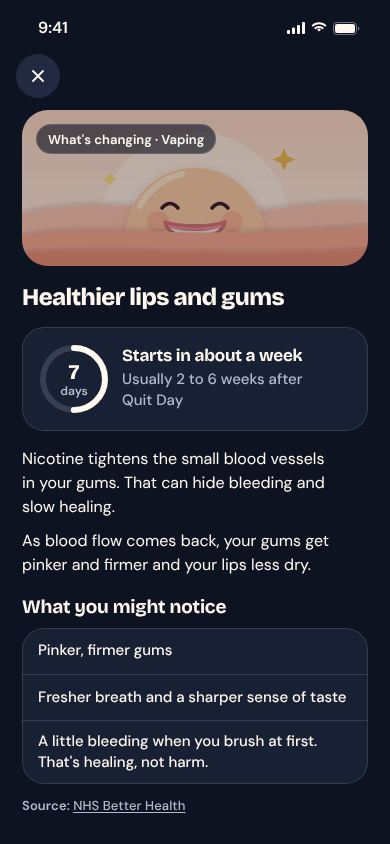 9:41
What's changing · Vaping
Healthier lips and gums
7
days
Starts in about a week
Usually 2 to 6 weeks after
Quit Day
Nicotine tightens the small blood vessels
in your gums. That can hide bleeding and
slow healing.
As blood flow comes back, your gums get
pinker and firmer and your lips less dry.
What you might notice
Pinker, firmer gums
Fresher breath and a sharper sense of taste
A little bleeding when you brush at first.
That's healing, not harm.
Source: NHS Better Health